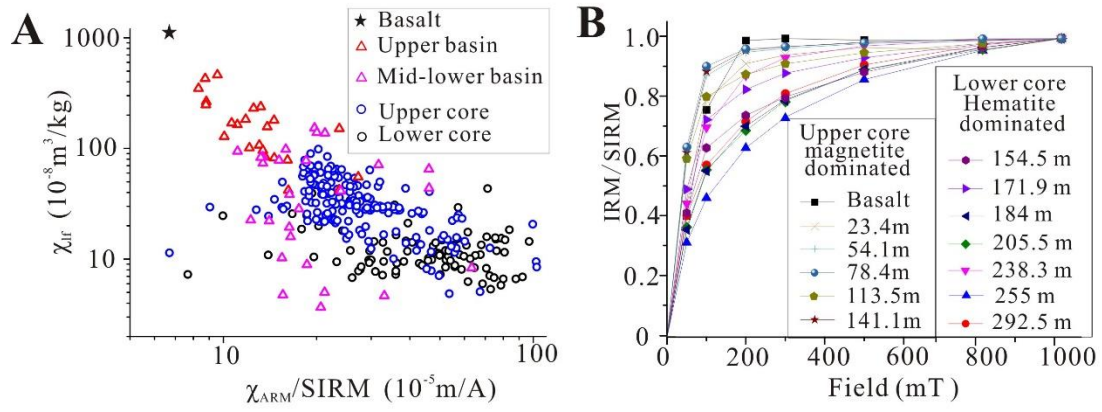 A
χlf (10-8m3/kg)
1000
100
10
10
100
χARM/SIRM (10-5m/A)
Basalt
Upper basin
Mid-lower basin
Upper core
Lower core
B
IRM/SIRM
1.0
0.8
0.6
0.4
0.2
0
0
200
400
600
800
1000
Field (mT)
Upper core
magnetite
dominated
Basalt
23.4m
54.1m
78.4m
113.5m
141.1m
Lower core
Hematite
dominated
154.5 m
171.9 m
184 m
205.5 m
238.3 m
255 m
292.5 m